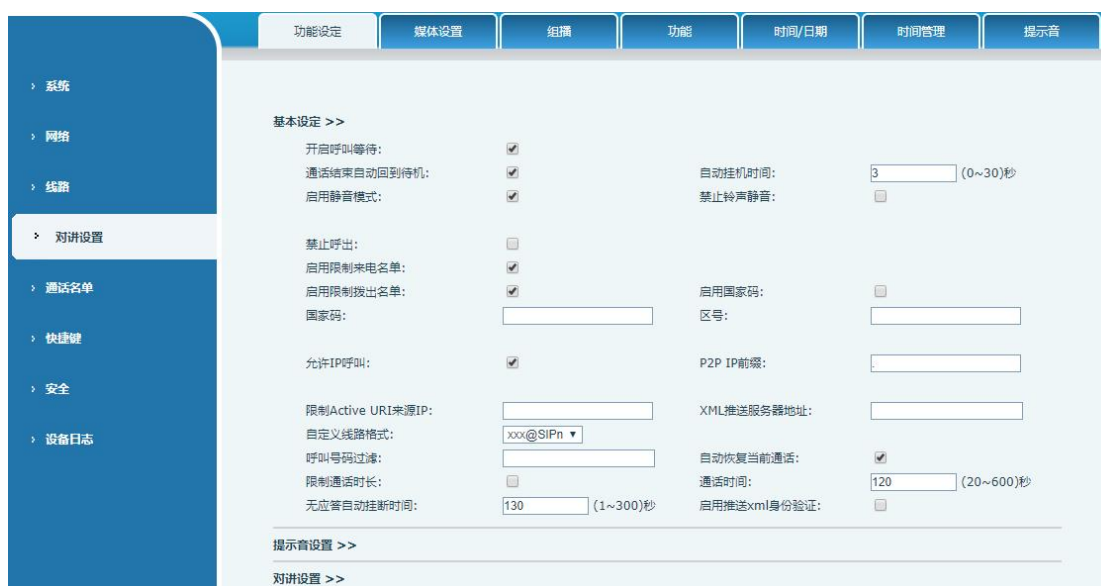 功能设定 媒体设置 组播 功能 时间/日期 时间管理 提示音
› 系统
› 网络
› 线路
› 对讲设置
› 通话名单
› 快捷键
› 安全
› 设备日志
基本设定 >>
开启呼叫等待:
通话结束自动回到待机: 自动挂机时间: 3 (0~30)秒
启用静音模式: 禁止铃声静音:
禁止呼出:
启用限制来电名单:
启用限制拨出名单: 启用国家码:
国家码: 区号:
允许IP呼叫: P2P IP前缀: .
限制Active URI来源IP: XML推送服务器地址:
自定义线路格式: xxx@SIPn ▼
呼叫号码过滤: 自动恢复当前通话:
限制通话时长: 通话时间: 120 (20~600)秒
无应答自动挂断时间: 130 (1~300)秒 启用推送xml身份验证:
提示音设置 >>
对讲设置 >>